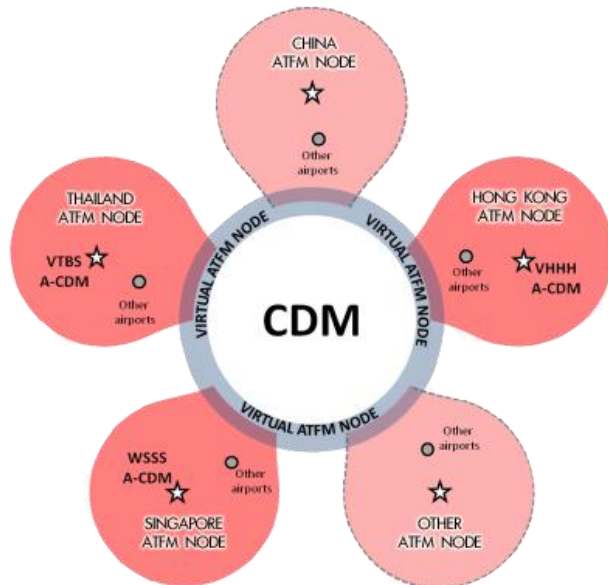 CHINA
ATFM NODE
Other
airports
THAILAND
ATFM NODE
VTBS
A-CDM
Other
airports
HONG KONG
ATFM NODE
Other
airports
VHHH
A-CDM
VIRTUAL ATFM NODE
VIRTUAL ATFM NODE
CDM
VIRTUAL ATFM NODE
WSSS
A-CDM
Other
airports
SINGAPORE
ATFM NODE
Other
airports
OTHER
ATFM NODE